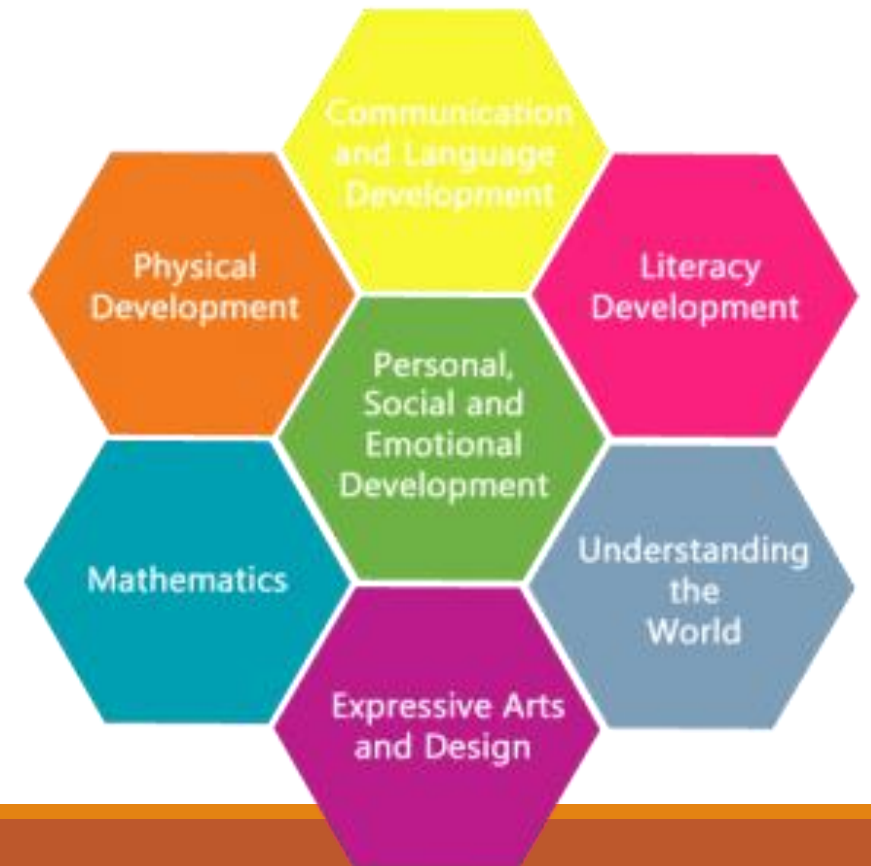 Communication
and Language
Development
Physical
Development
Literacy
Development
Personal,
Social and
Emotional
Development
Mathematics
Understanding
the
World
Expressive Arts
and Design